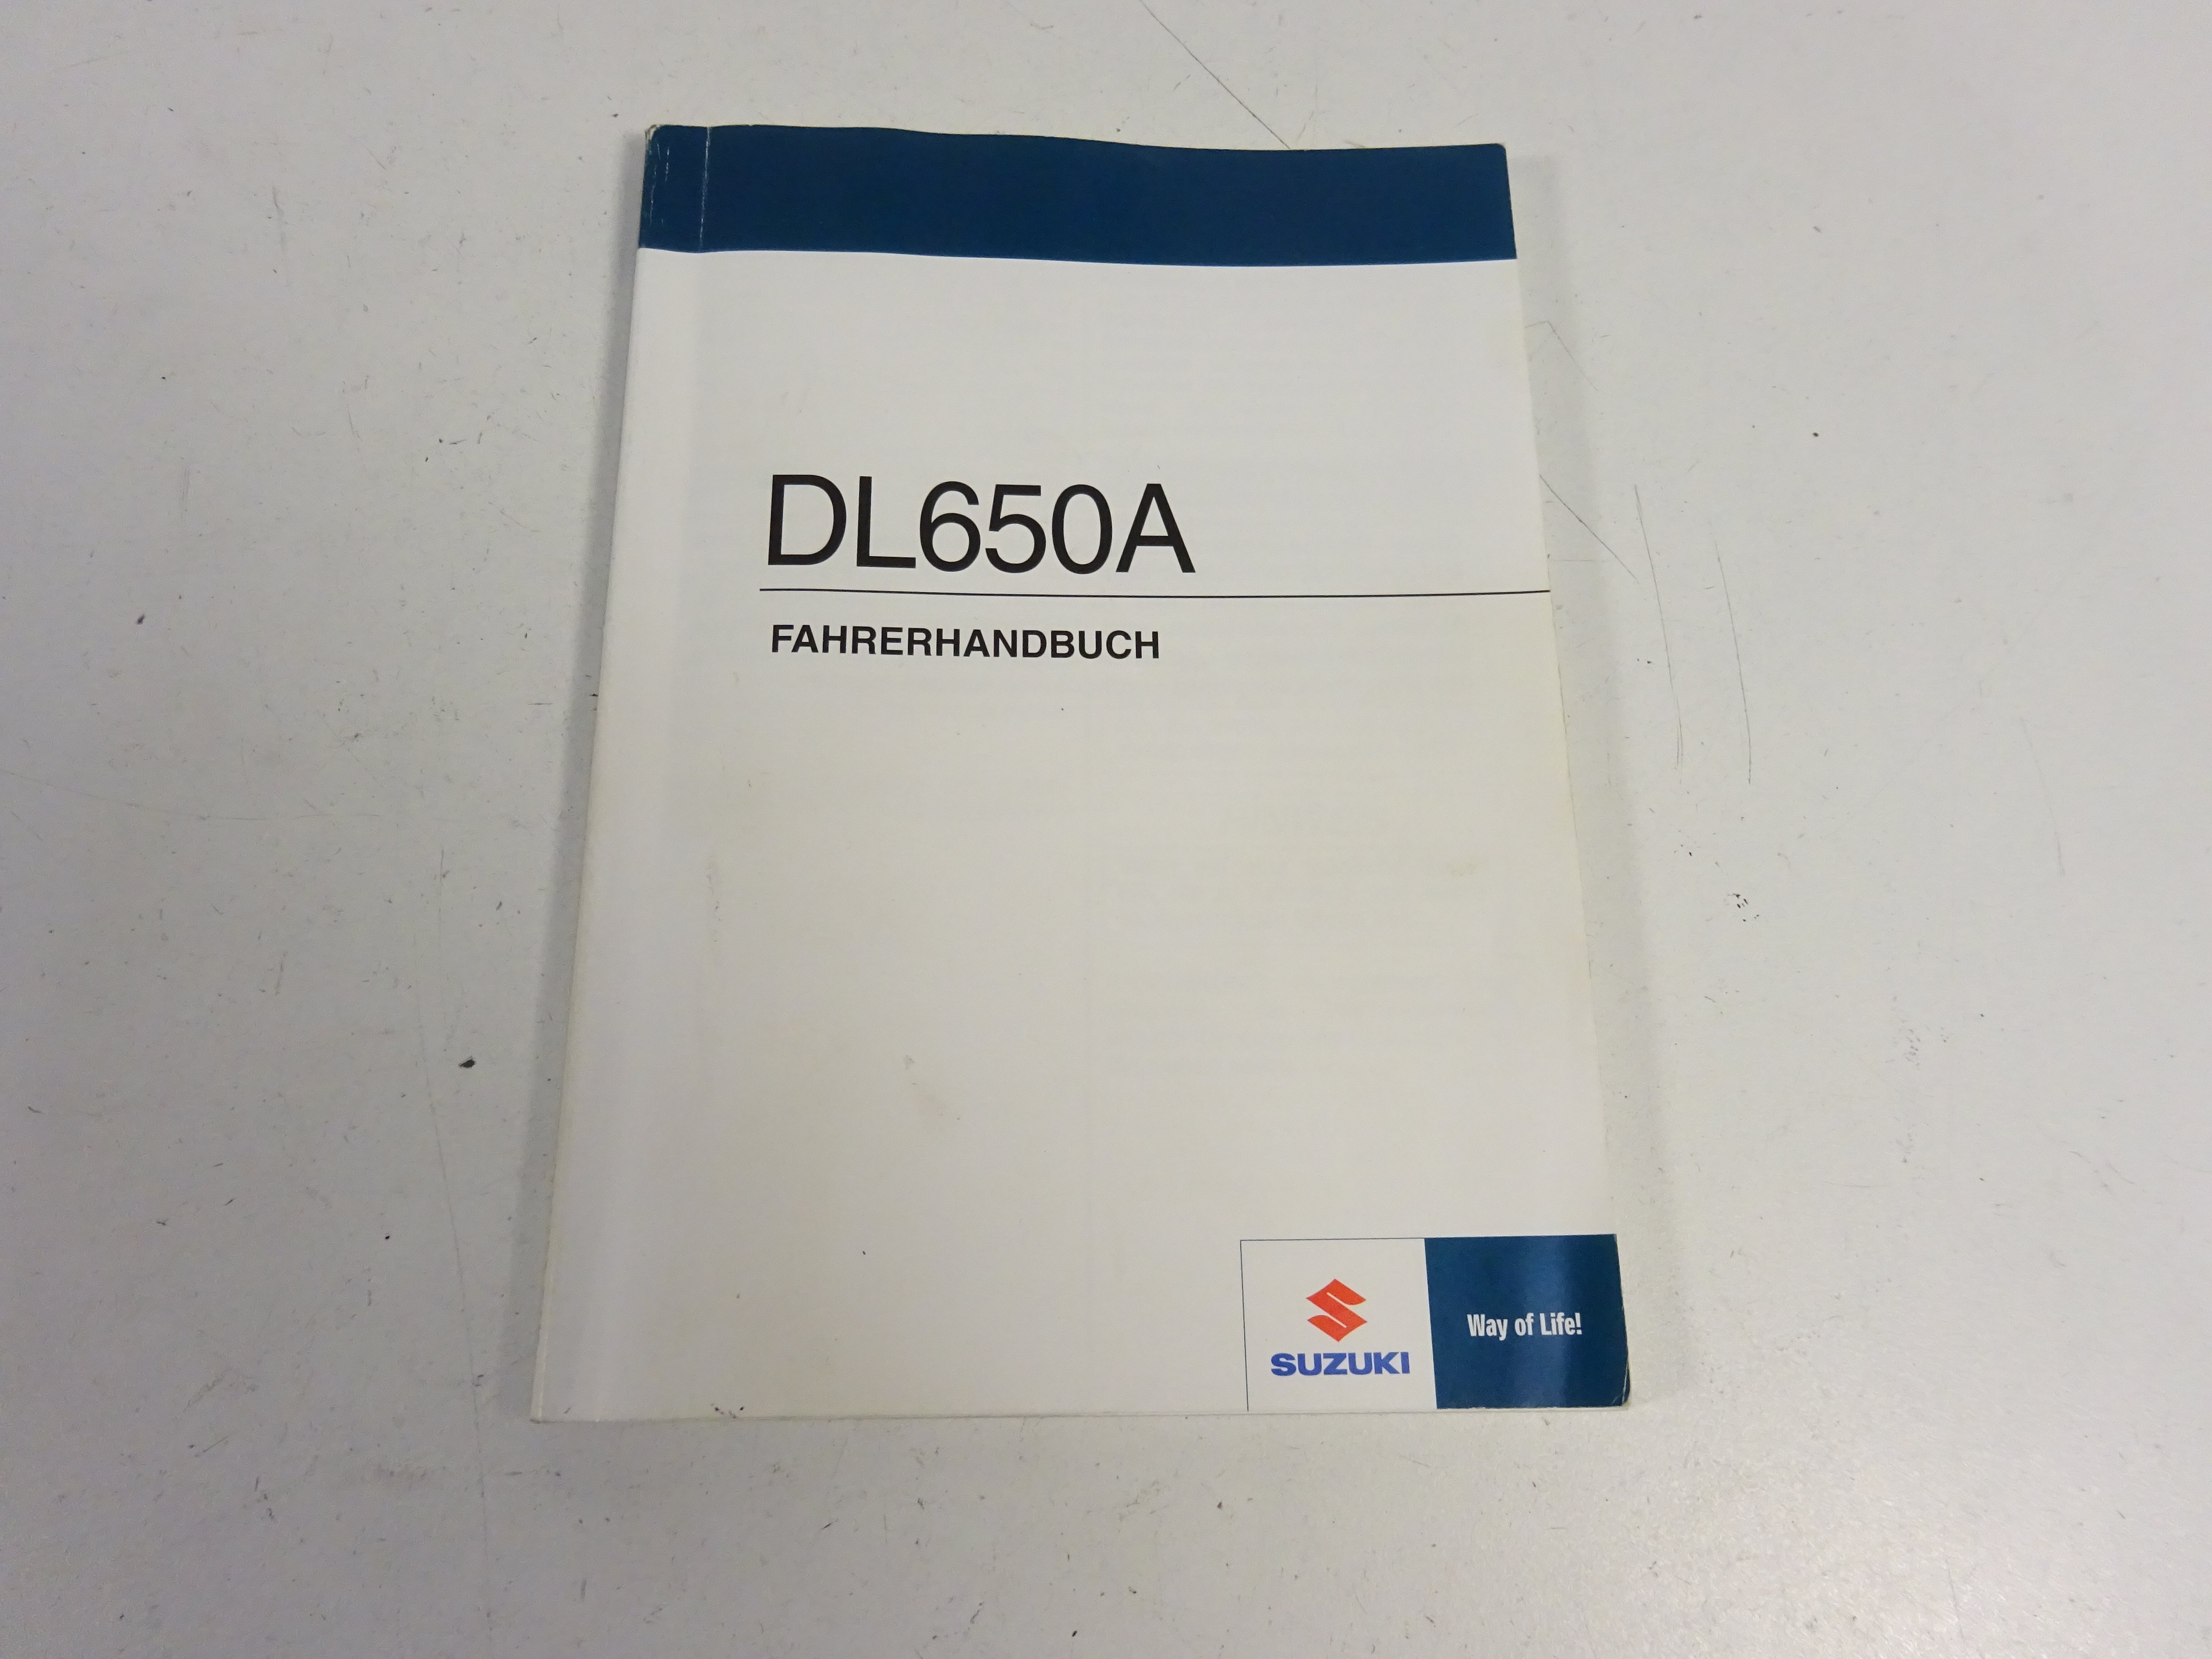 DL650A
FAHRERHANDBUCH
SUZUKI
Way of Life!